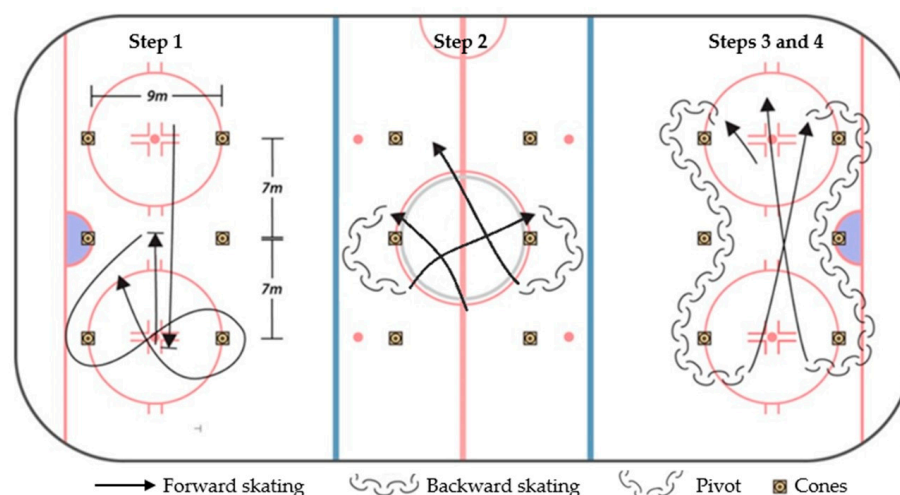 Step 1
Step 2
Steps 3 and 4
9m
7m
7m
Forward skating
Backward skating
Pivot
Cones